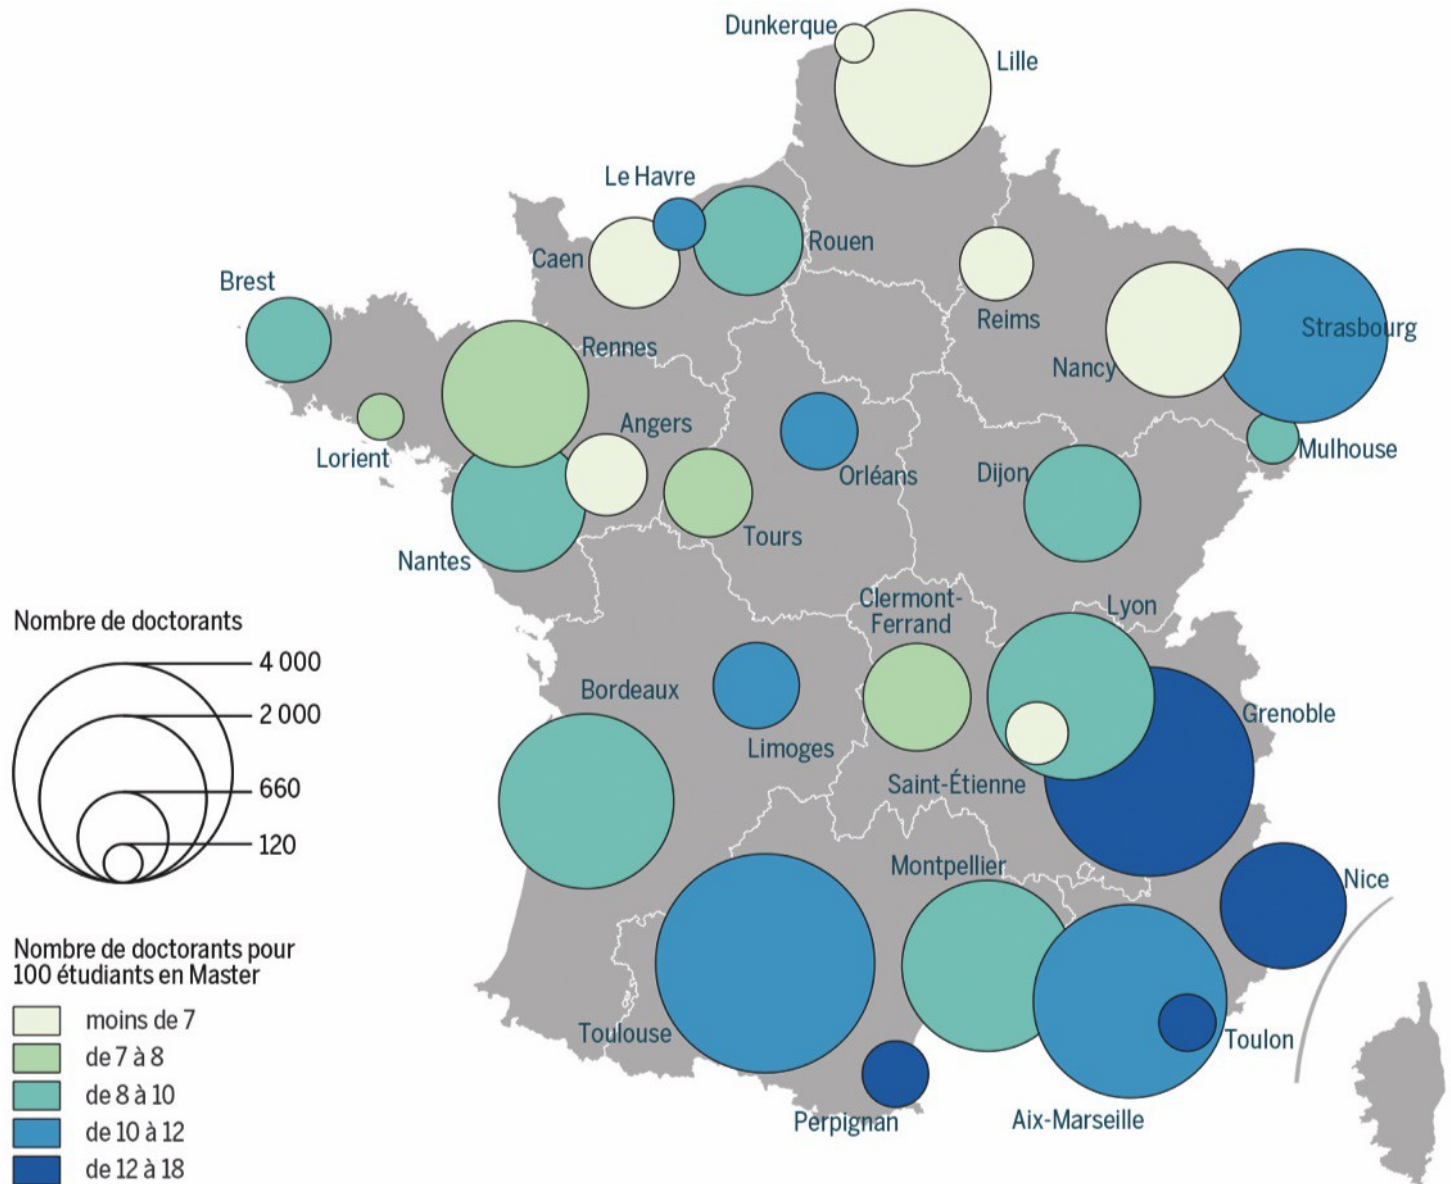 Dunkerque
Lille
Le Havre
Caen
Rouen
Brest
Reims
Rennes
Strasbourg
Nancy
Angers
Lorient
Mulhouse
Orléans
Dijon
Tours
Nantes
Clermont-
Ferrand
Lyon
Bordeaux
Limoges
Grenoble
Saint-Étienne
Montpellier
Nice
Toulouse
Toulon
Perpignan
Aix-Marseille
Nombre de doctorants
4 000
2 000
660
120
Nombre de doctorants pour
100 étudiants en Master
moins de 7
de 7 à 8
de 8 à 10
de 10 à 12
de 12 à 18